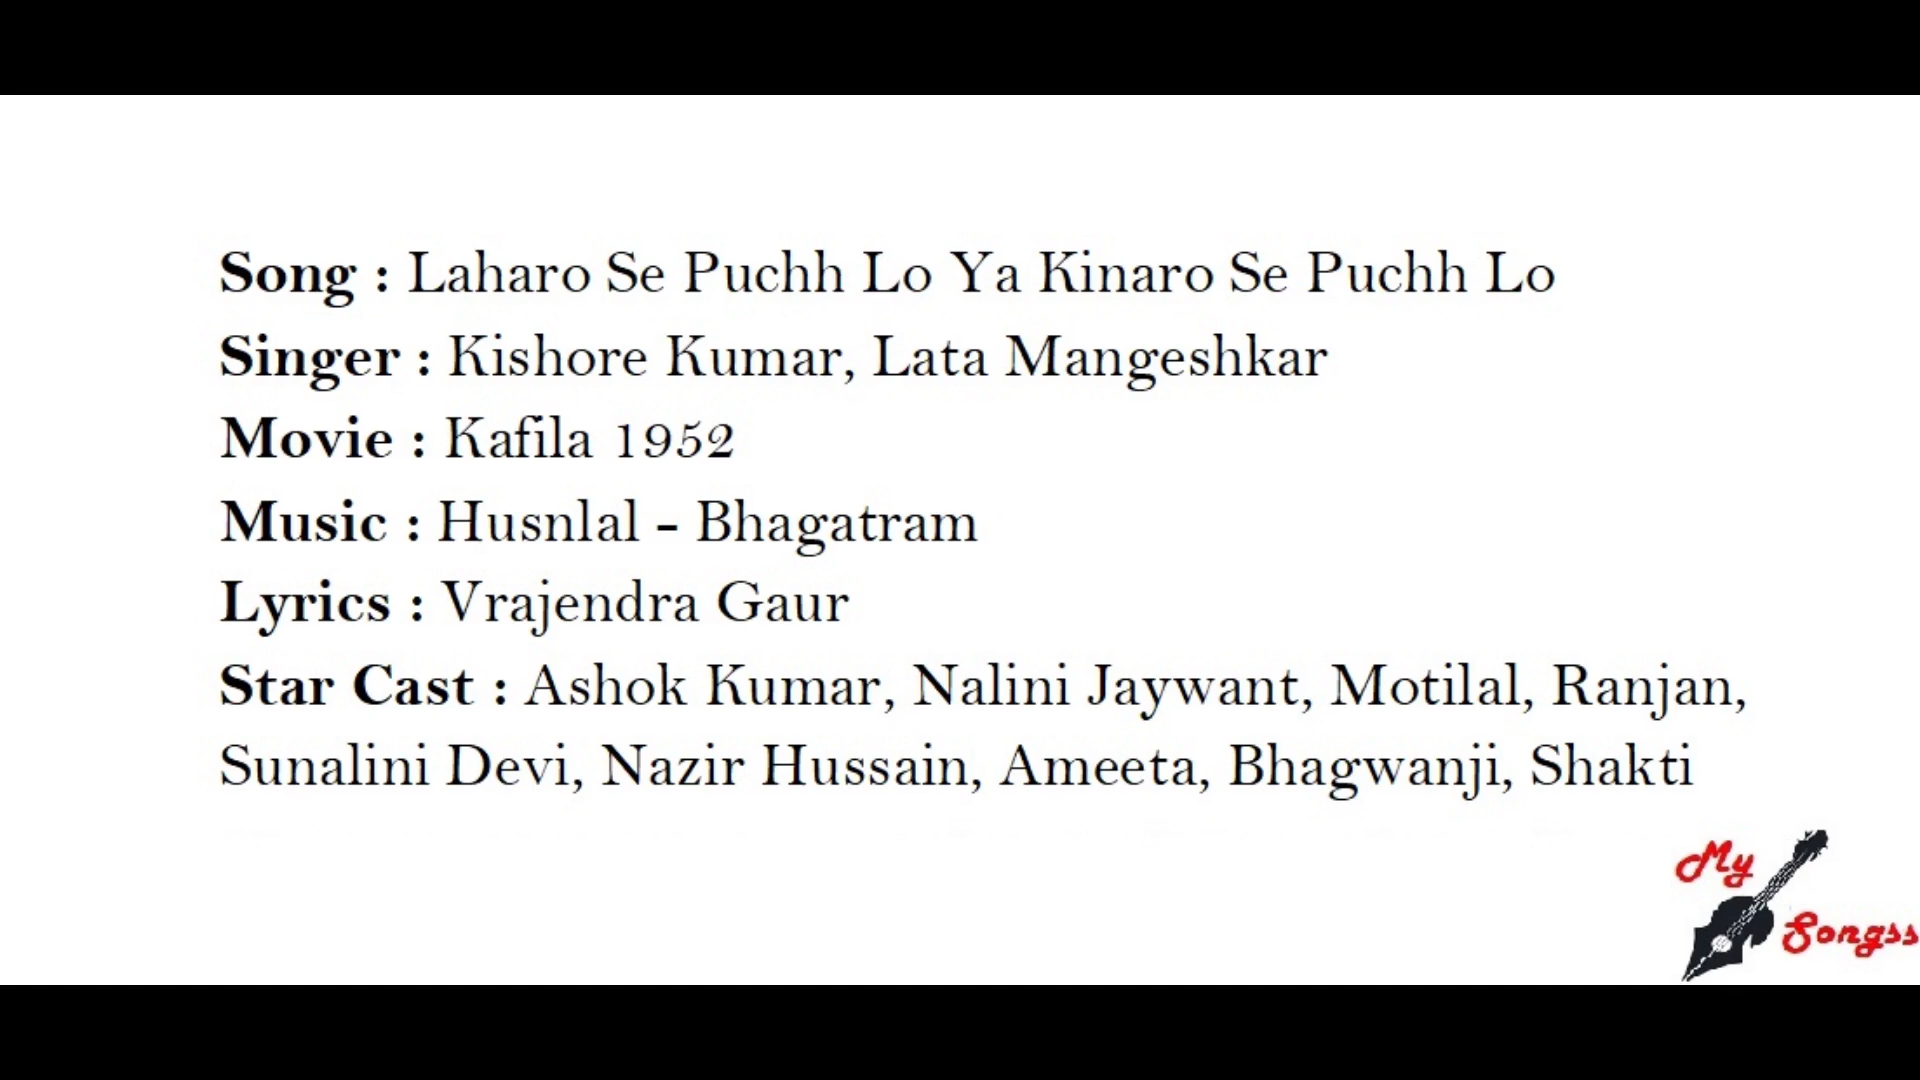 Song : Laharo Se Puchh Lo Ya Kinaro Se Puchh Lo
Singer : Kishore Kumar, Lata Mangeshkar
Movie : Kafila 1952
Music : Husnlal - Bhagatram
Lyrics : Vrajendra Gaur
Star Cast : Ashok Kumar, Nalini Jaywant, Motilal, Ranjan,
Sunalini Devi, Nazir Hussain, Ameeta, Bhagwanji, Shakti
My
Songss